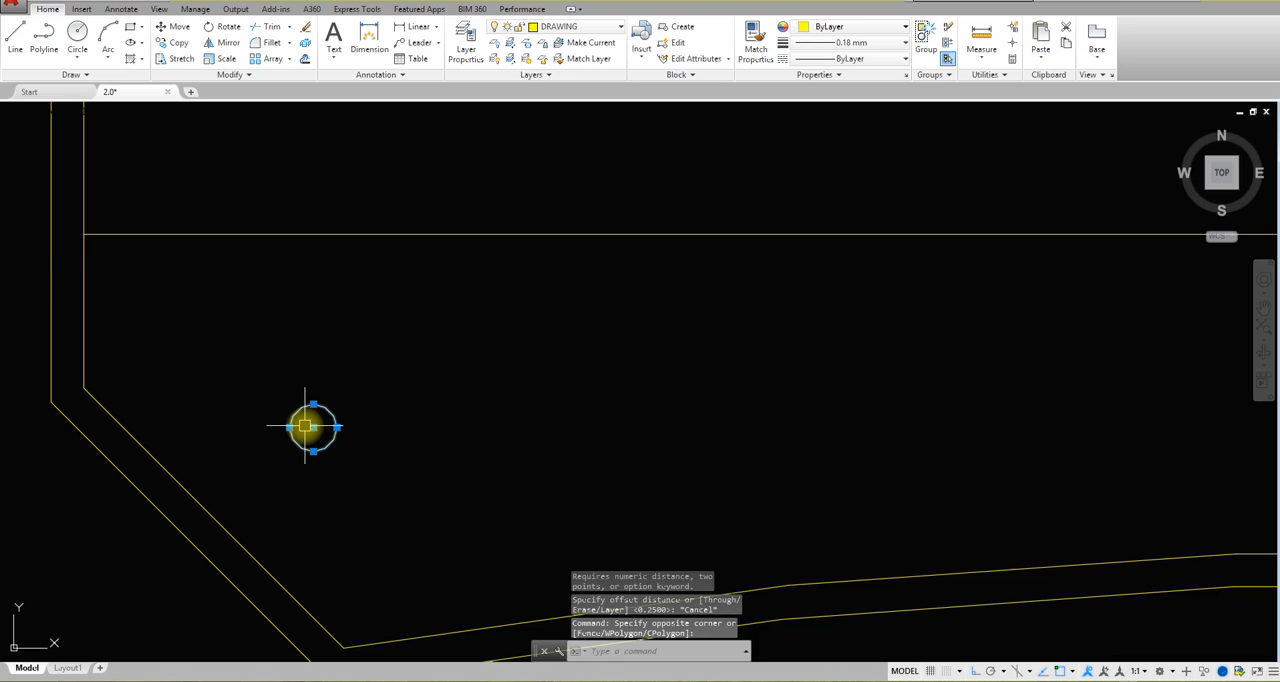 Home Insert Annotate View Manage Output Add-ins A360 Express Tools Featured Apps BIM 360 Performance
Line Polyline Circle Arc
Move Rotate Trim
Copy Mirror Fillet
Stretch Scale Array
Text Dimension
Linear
Leader
Table
Layer Properties
DRAWING
Make Current
Match Layer
Insert
Create
Edit
Edit Attributes
Match Properties
ByLayer
0.18 mm
ByLayer
Group Measure Paste Base
Draw Modify Annotation Layers Block Properties Groups Utilities Clipboard View
Start 2.0*
N
W TOP E
S
WCS
Requires numeric distance, two
points, or option keyword.
Specify offset distance or [Through/
Erase/Layer] <0.2500>: *Cancel*
Command: Specify opposite corner or
[Fence/WPolygon/CPolygon]:
Type a command
Y
X
Model Layout1 +
MODEL 1:1